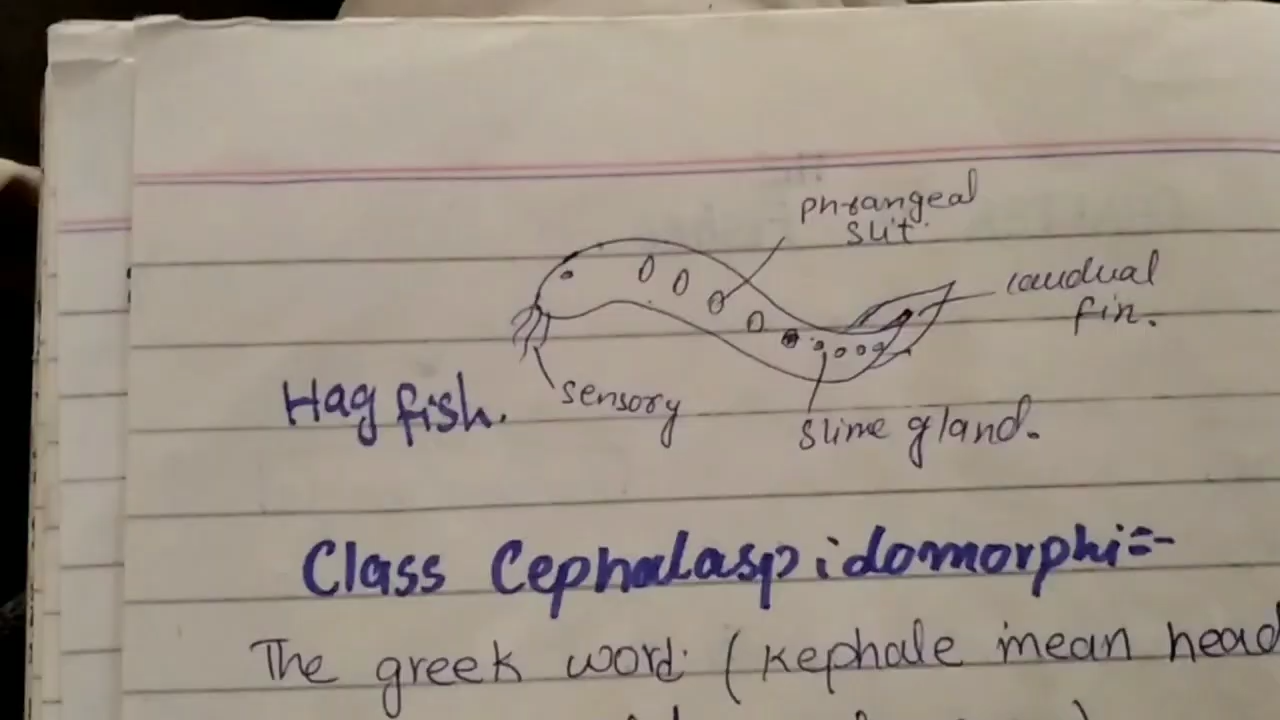 phrangeal
slit.
caudual
fin.
Hag fish.
sensory
slime gland.
Class Cephalaspidomorphi:-
The greek word: (Kephale mean head